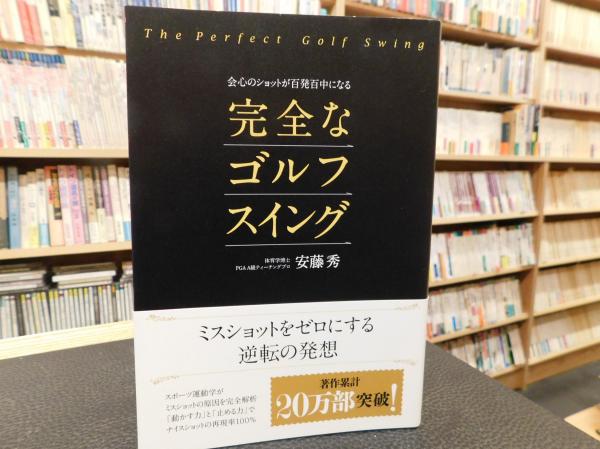 The Perfect Golf Swing
会心のショットが百発百中になる
完全な
ゴルフ
スイング
体育学博士
PGA A級ティーチングプロ
安藤秀
ミスショットをゼロにする
逆転の発想
スポーツ運動学が
ミスショットの原因を完全解析
「動かす力」と「止める力」で
ナイスショットの再現率100%
著作累計
20万部突破!